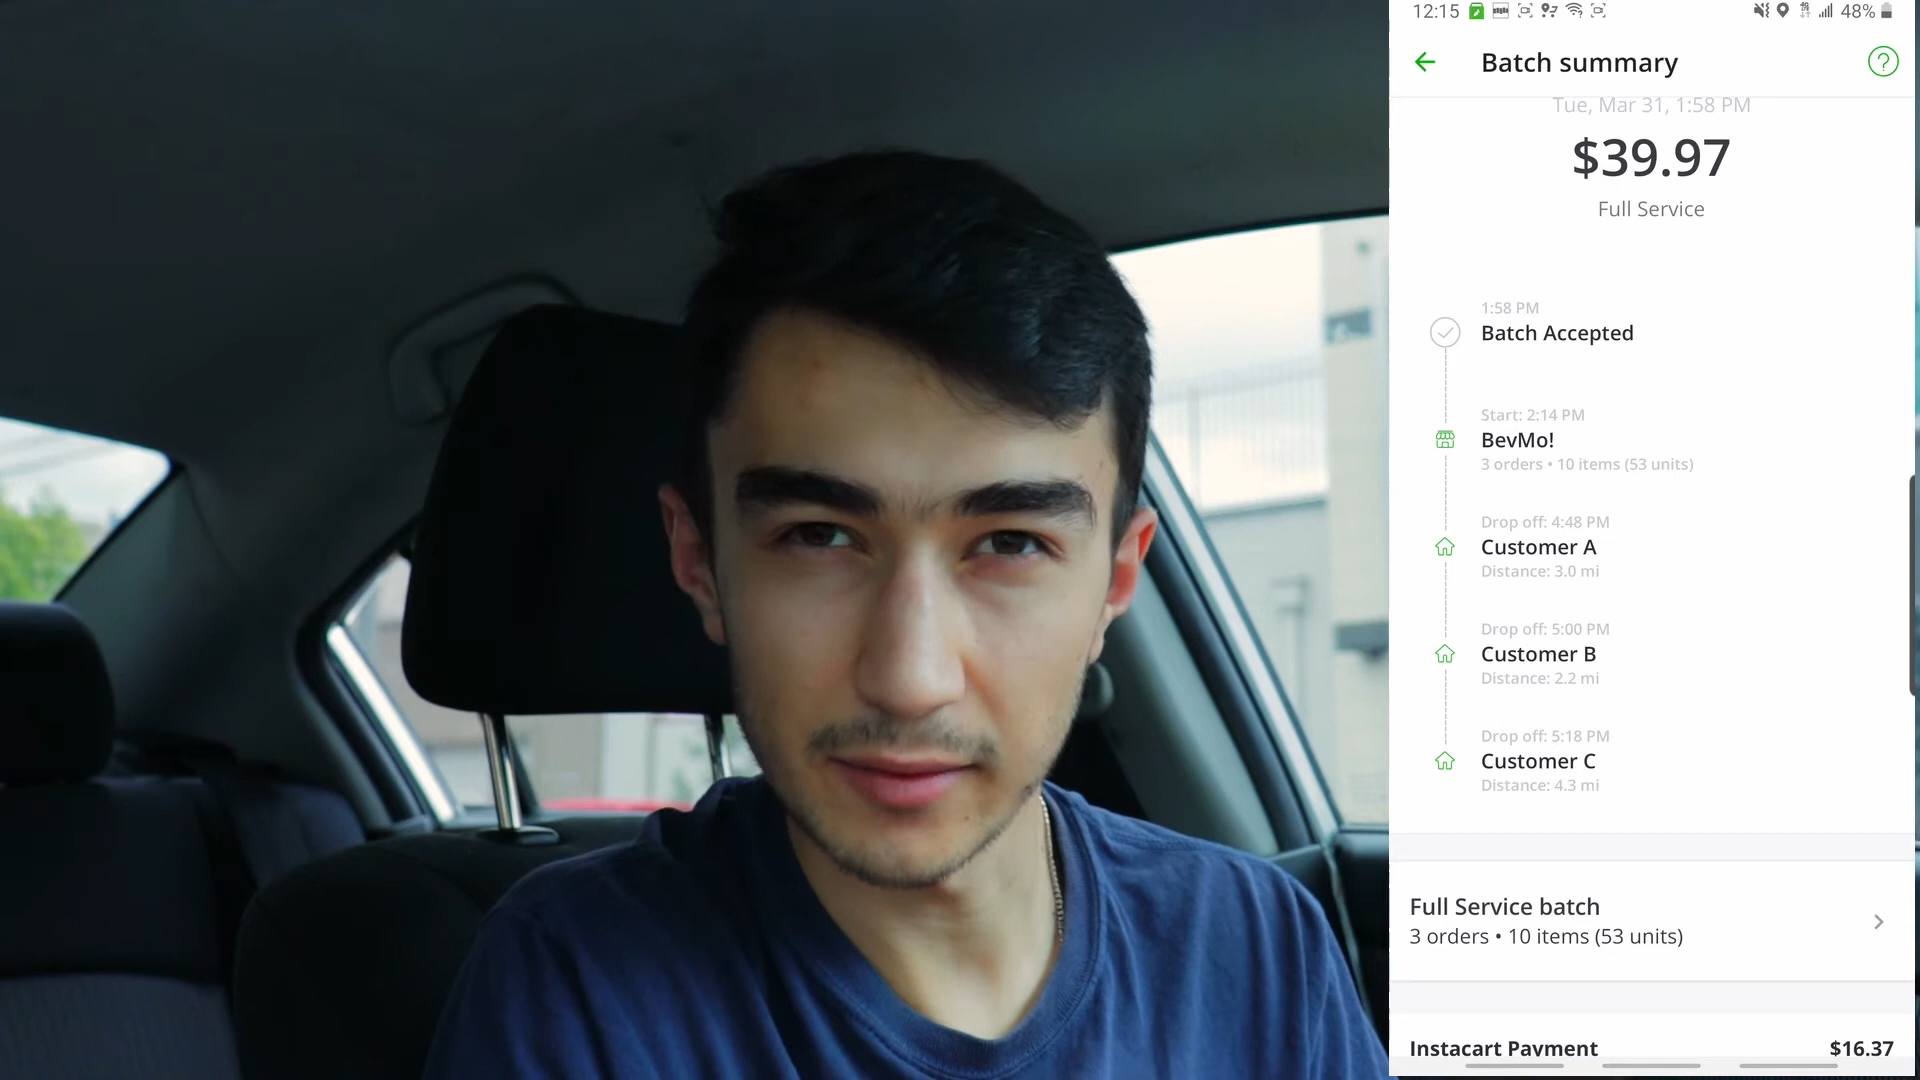 12:15
48%
Batch summary
Tue, Mar 31, 1:58 PM
$39.97
Full Service
1:58 PM
Batch Accepted
Start: 2:14 PM
BevMo!
3 orders • 10 items (53 units)
Drop off: 4:48 PM
Customer A
Distance: 3.0 mi
Drop off: 5:00 PM
Customer B
Distance: 2.2 mi
Drop off: 5:18 PM
Customer C
Distance: 4.3 mi
Full Service batch
3 orders • 10 items (53 units)
Instacart Payment
$16.37